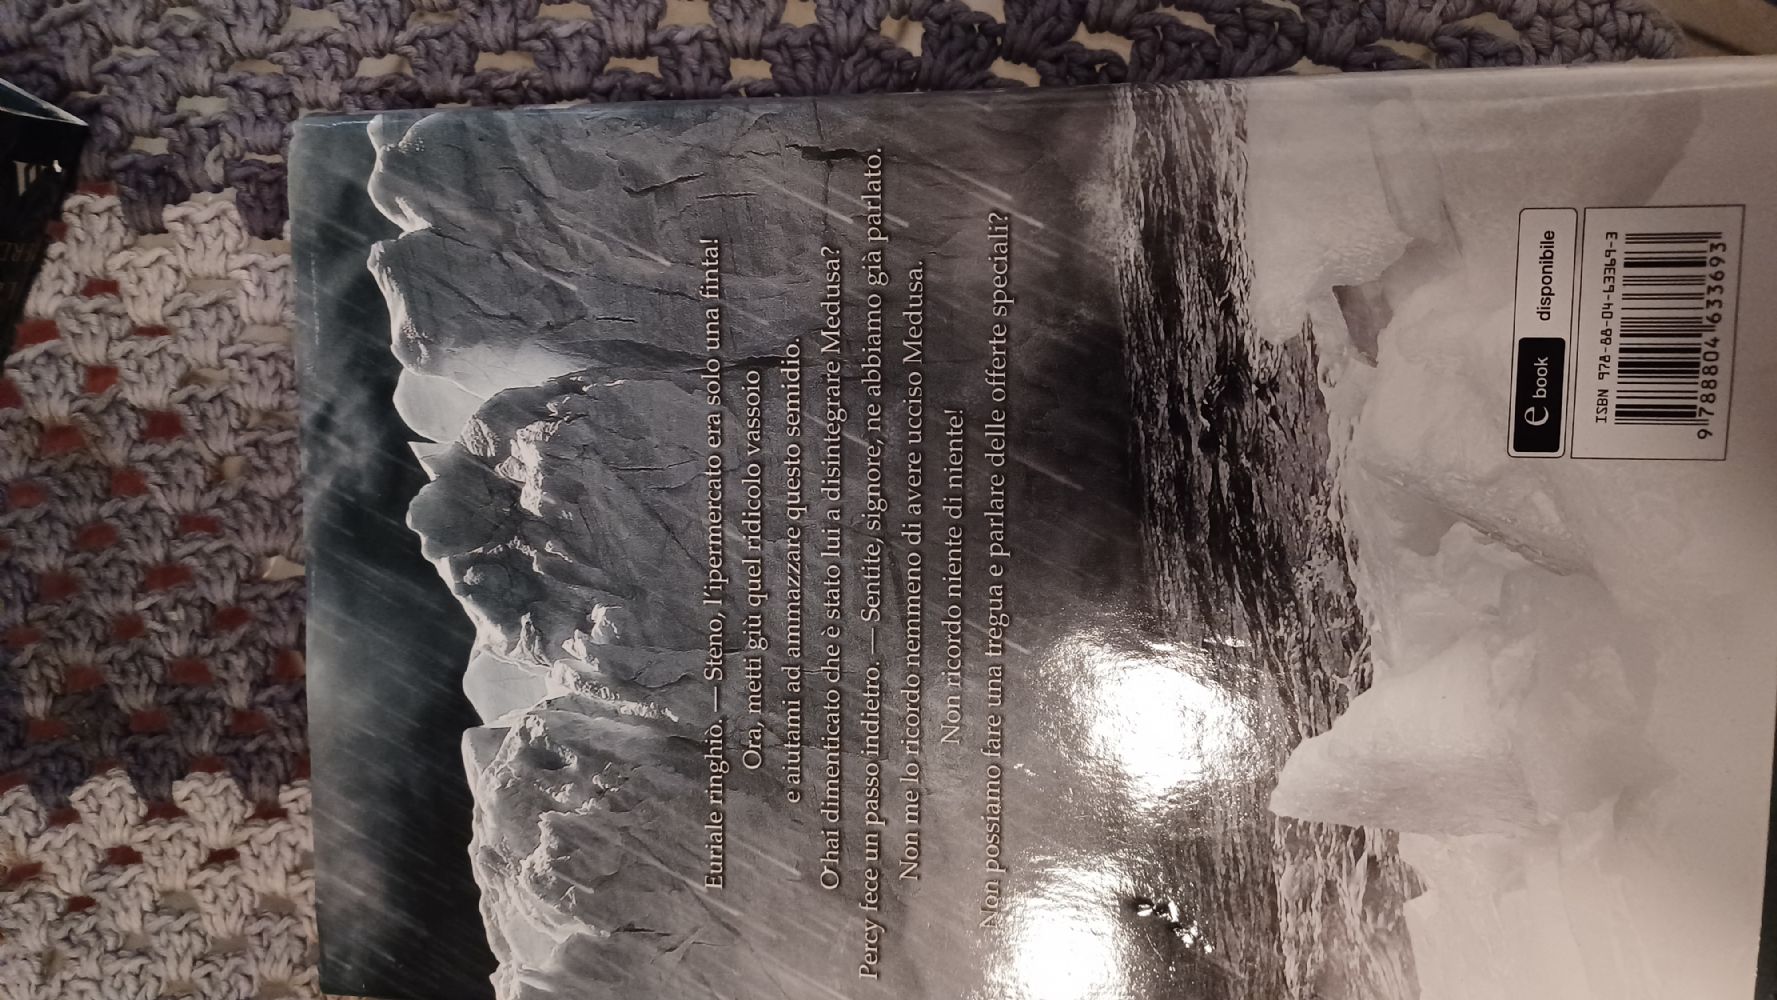 Euriale ringhiò. — Steno, l'ipermercato era solo una finta!
Ora, metti giù quel ridicolo vassoio
e aiutami ad ammazzare questo semidio.
O hai dimenticato che è stato lui a disintegrare Medusa?
Percy fece un passo indietro. — Sentite, signore, ne abbiamo già parlato.
Non me lo ricordo nemmeno di avere ucciso Medusa.
Non ricordo niente di niente!
Non possiamo fare una tregua e parlare delle offerte speciali?
e book disponibile
ISBN 978-88-04-63369-3
9 788804 633693